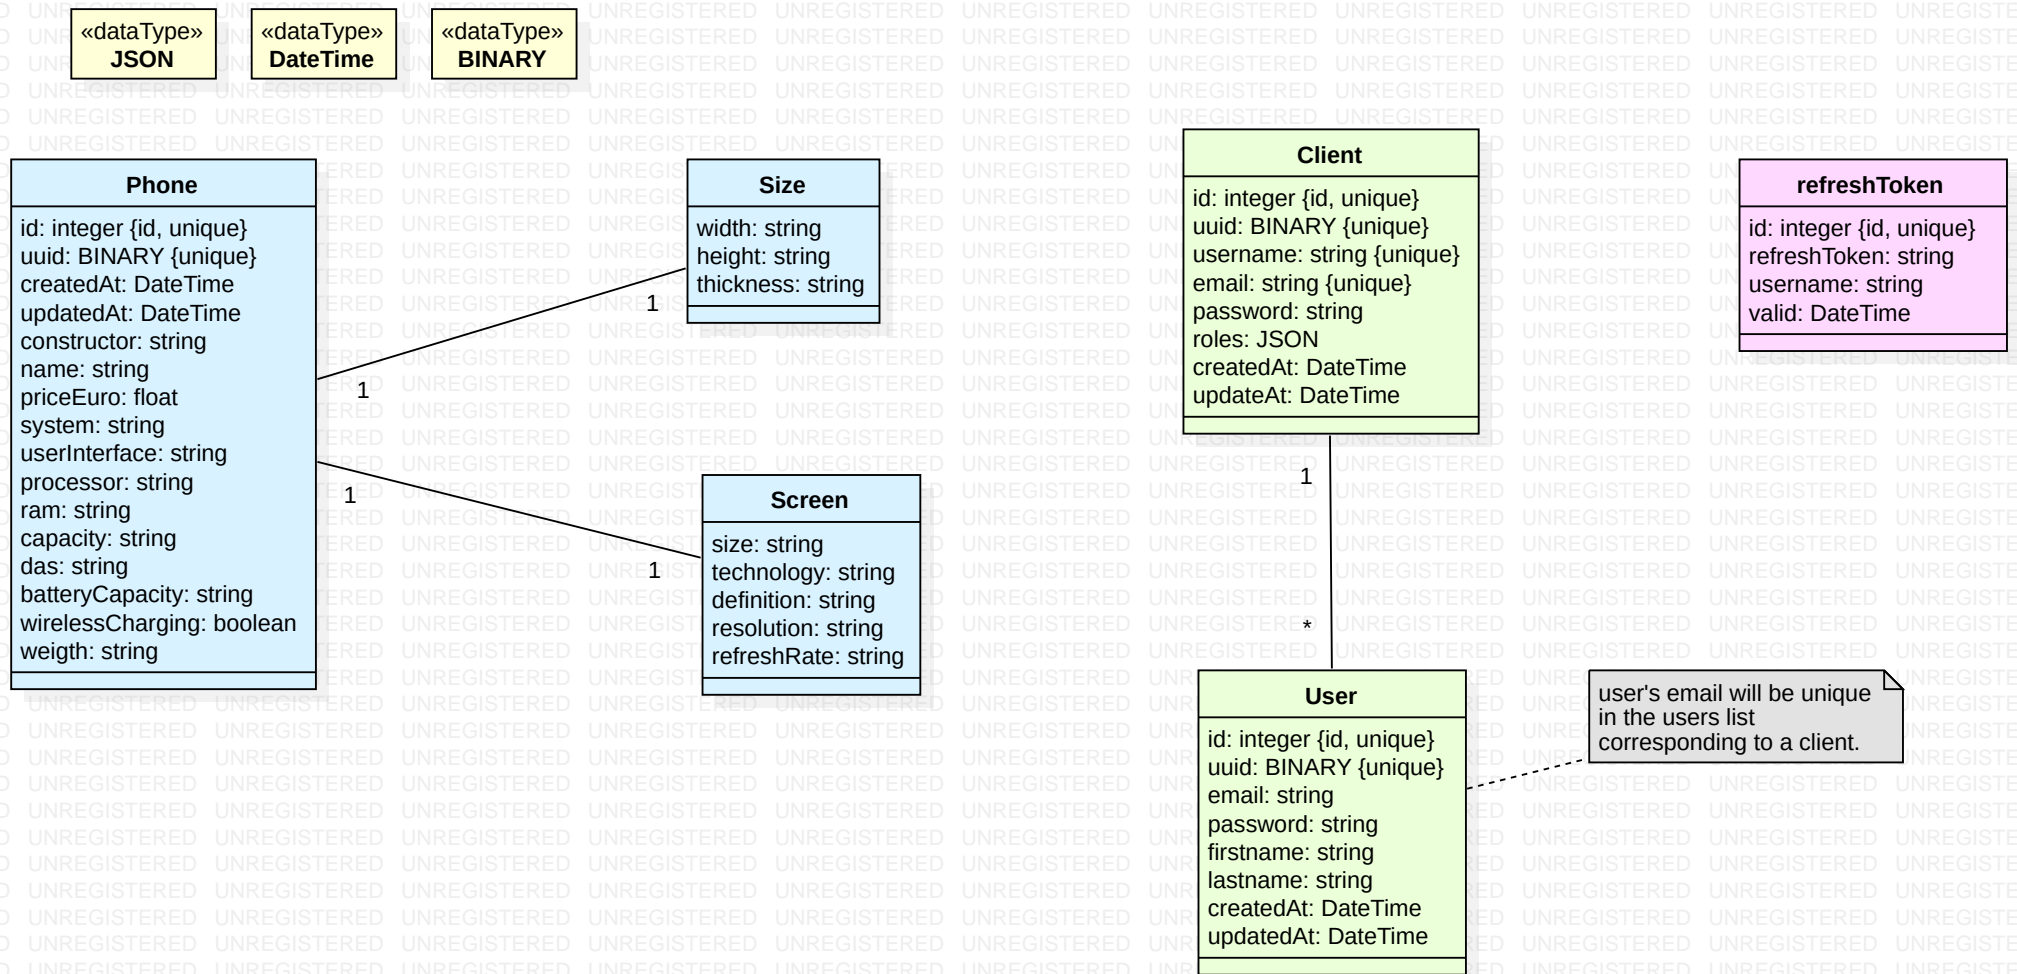 «dataType»
JSON
«dataType»
DateTime
«dataType»
BINARY
Phone
id: integer {id, unique}
uuid: BINARY {unique}
createdAt: DateTime
updatedAt: DateTime
constructor: string
name: string
priceEuro: float
system: string
userInterface: string
processor: string
ram: string
capacity: string
das: string
batteryCapacity: string
wirelessCharging: boolean
weigth: string
1
1
Size
width: string
height: string
thickness: string
1
1
Screen
size: string
technology: string
definition: string
resolution: string
refreshRate: string
Client
id: integer {id, unique}
uuid: BINARY {unique}
username: string {unique}
email: string {unique}
password: string
roles: JSON
createdAt: DateTime
updateAt: DateTime
1
*
User
id: integer {id, unique}
uuid: BINARY {unique}
email: string
password: string
firstname: string
lastname: string
createdAt: DateTime
updatedAt: DateTime
refreshToken
id: integer {id, unique}
refreshToken: string
username: string
valid: DateTime
user's email will be unique
in the users list
corresponding to a client.
UNREGISTERED